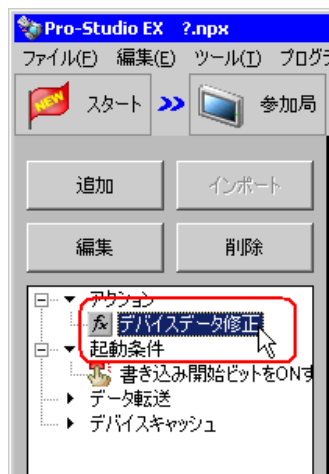 Pro-Studio EX ?.npx
ファイル(F) 編集(E) ツール(T) プログラ
NEW スタート 参加局
追加 インポート
編集 削除
アクション
fx デバイスデータ修正
起動条件
書き込み開始ビットをONす
データ転送
デバイスキャッシュ